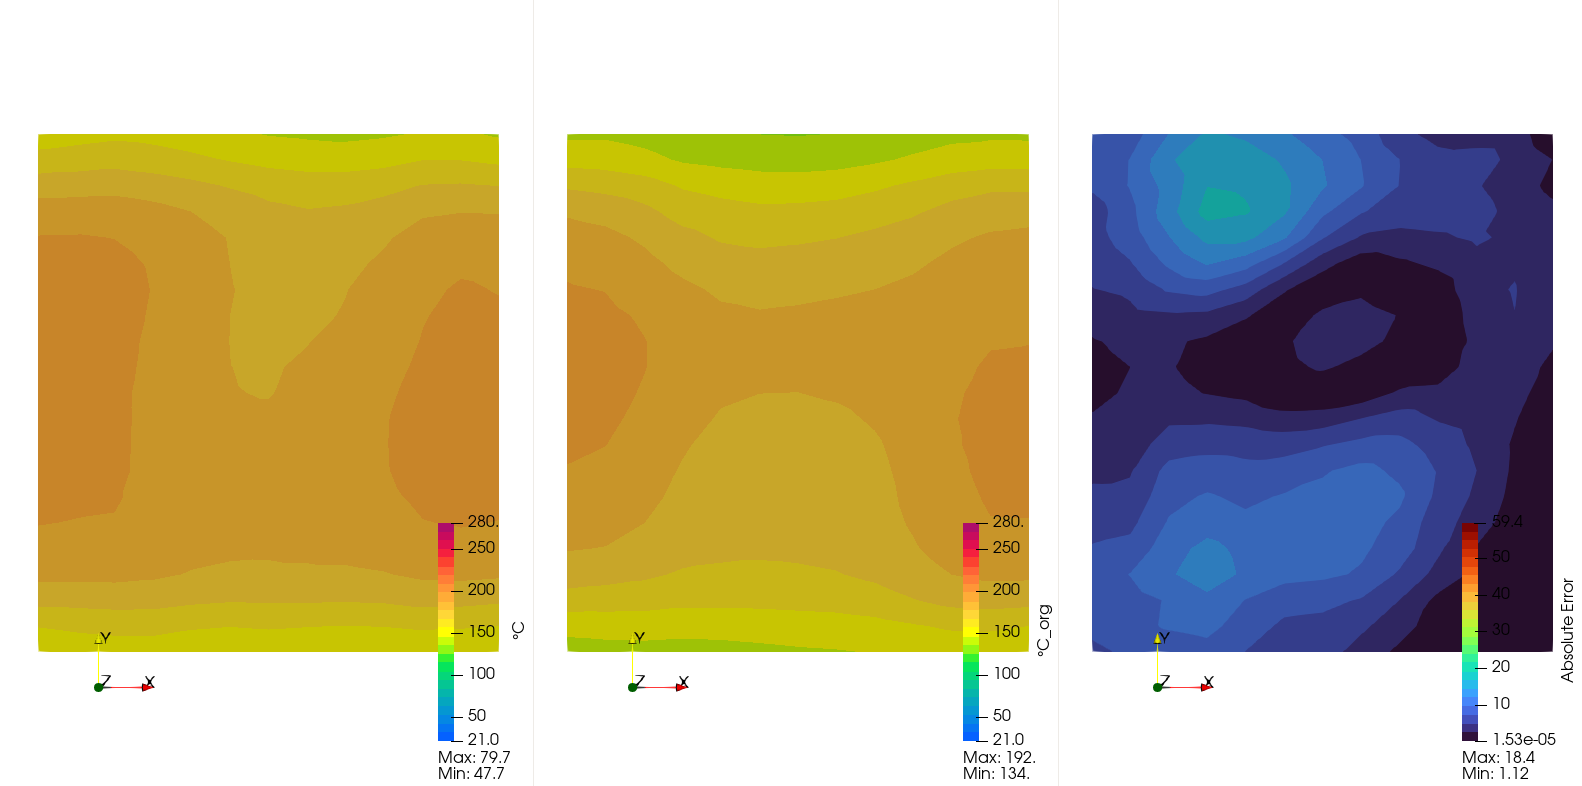 280.
250
200
150
100
50
21.0
°C
Max: 79.7
Min: 47.7
Y
Z
X
280.
250
200
150
100
50
21.0
°C_org
Max: 192.
Min: 134.
Y
Z
X
59.4
50
40
30
20
10
1.53e-05
Absolute Error
Max: 18.4
Min: 1.12
Y
Z
X